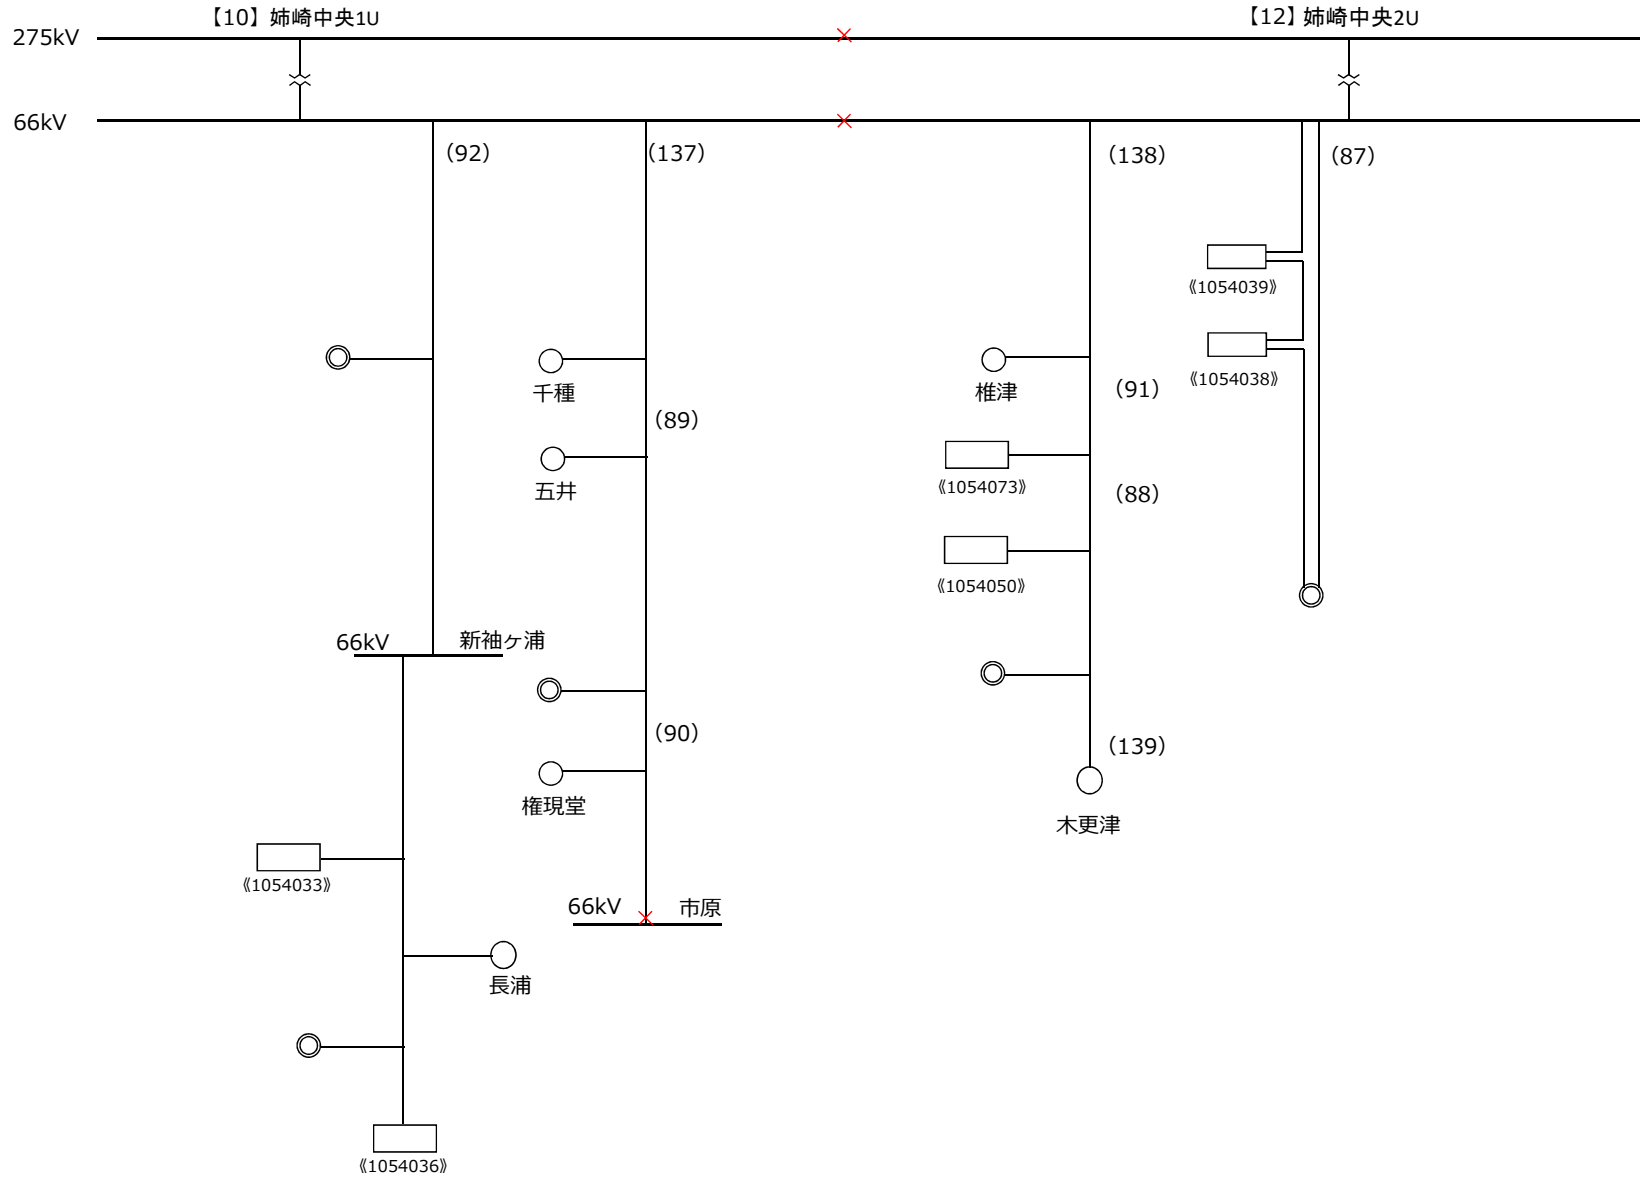 【10】姉崎中央1U
【12】姉崎中央2U
275kV
66kV
（92）
（137）
（138）
（87）
《1054039》
《1054038》
千種
椎津
（91）
（89）
五井
《1054073》
（88）
《1054050》
66kV
新袖ヶ浦
（90）
（139）
権現堂
木更津
《1054033》
66kV
市原
長浦
《1054036》